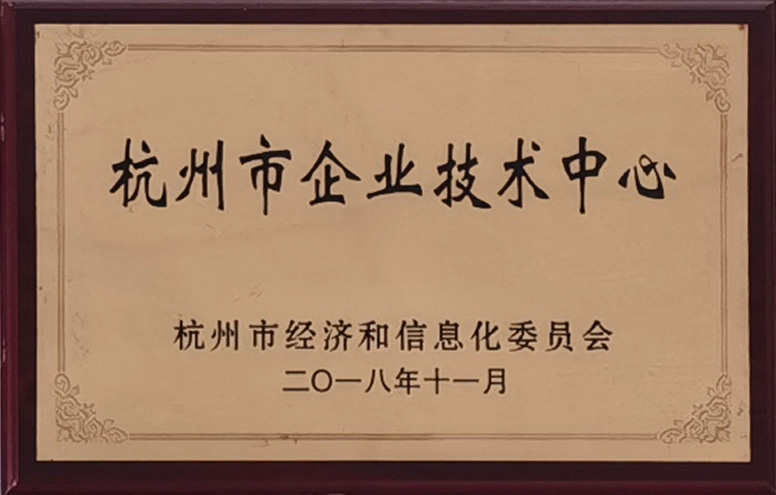 杭州市企业技术中心
杭州市经济和信息化委员会
二〇一八年十一月